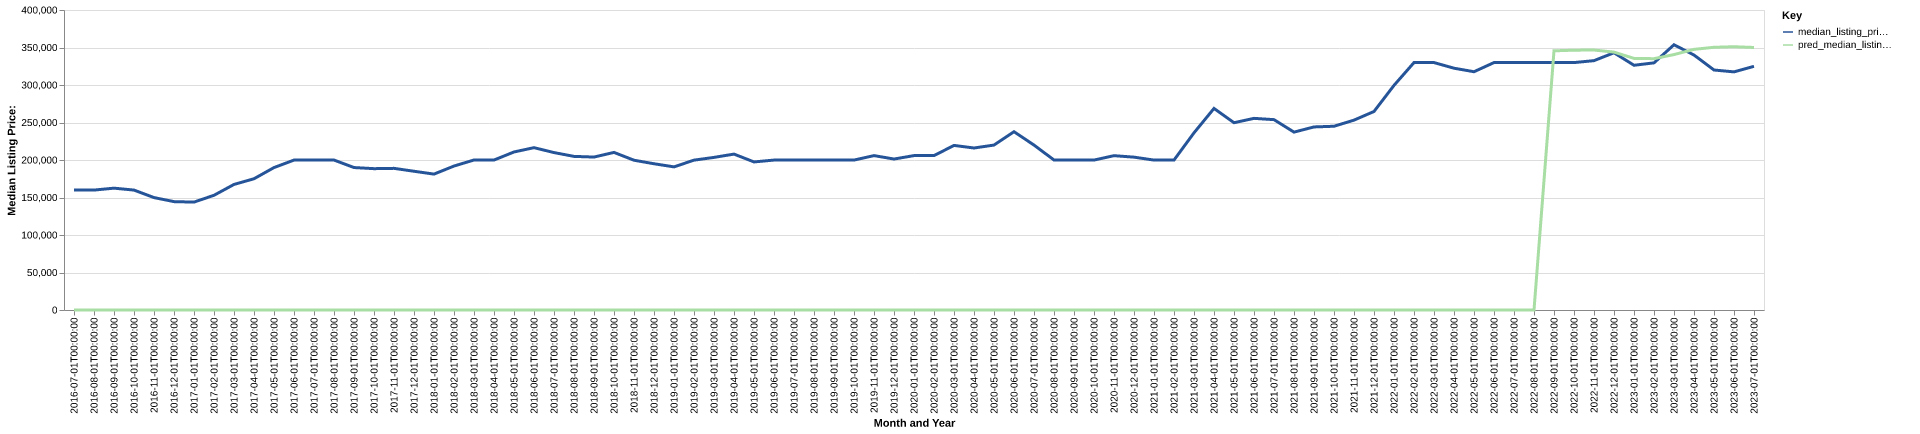 400,000
350,000
300,000
250,000
200,000
150,000
100,000
50,000
0
Median Listing Price:
2016-07-01T00:00:00
2016-08-01T00:00:00
2016-09-01T00:00:00
2016-10-01T00:00:00
2016-11-01T00:00:00
2016-12-01T00:00:00
2017-01-01T00:00:00
2017-02-01T00:00:00
2017-03-01T00:00:00
2017-04-01T00:00:00
2017-05-01T00:00:00
2017-06-01T00:00:00
2017-07-01T00:00:00
2017-08-01T00:00:00
2017-09-01T00:00:00
2017-10-01T00:00:00
2017-11-01T00:00:00
2017-12-01T00:00:00
2018-01-01T00:00:00
2018-02-01T00:00:00
2018-03-01T00:00:00
2018-04-01T00:00:00
2018-05-01T00:00:00
2018-06-01T00:00:00
2018-07-01T00:00:00
2018-08-01T00:00:00
2018-09-01T00:00:00
2018-10-01T00:00:00
2018-11-01T00:00:00
2018-12-01T00:00:00
2019-01-01T00:00:00
2019-02-01T00:00:00
2019-03-01T00:00:00
2019-04-01T00:00:00
2019-05-01T00:00:00
2019-06-01T00:00:00
2019-07-01T00:00:00
2019-08-01T00:00:00
2019-09-01T00:00:00
2019-10-01T00:00:00
2019-11-01T00:00:00
2019-12-01T00:00:00
2020-01-01T00:00:00
2020-02-01T00:00:00
2020-03-01T00:00:00
2020-04-01T00:00:00
2020-05-01T00:00:00
2020-06-01T00:00:00
2020-07-01T00:00:00
2020-08-01T00:00:00
2020-09-01T00:00:00
2020-10-01T00:00:00
2020-11-01T00:00:00
2020-12-01T00:00:00
2021-01-01T00:00:00
2021-02-01T00:00:00
2021-03-01T00:00:00
2021-04-01T00:00:00
2021-05-01T00:00:00
2021-06-01T00:00:00
2021-07-01T00:00:00
2021-08-01T00:00:00
2021-09-01T00:00:00
2021-10-01T00:00:00
2021-11-01T00:00:00
2021-12-01T00:00:00
2022-01-01T00:00:00
2022-02-01T00:00:00
2022-03-01T00:00:00
2022-04-01T00:00:00
2022-05-01T00:00:00
2022-06-01T00:00:00
2022-07-01T00:00:00
2022-08-01T00:00:00
2022-09-01T00:00:00
2022-10-01T00:00:00
2022-11-01T00:00:00
2022-12-01T00:00:00
2023-01-01T00:00:00
2023-02-01T00:00:00
2023-03-01T00:00:00
2023-04-01T00:00:00
2023-05-01T00:00:00
2023-06-01T00:00:00
2023-07-01T00:00:00
Month and Year
Key
median_listing_pri…
pred_median_listin…